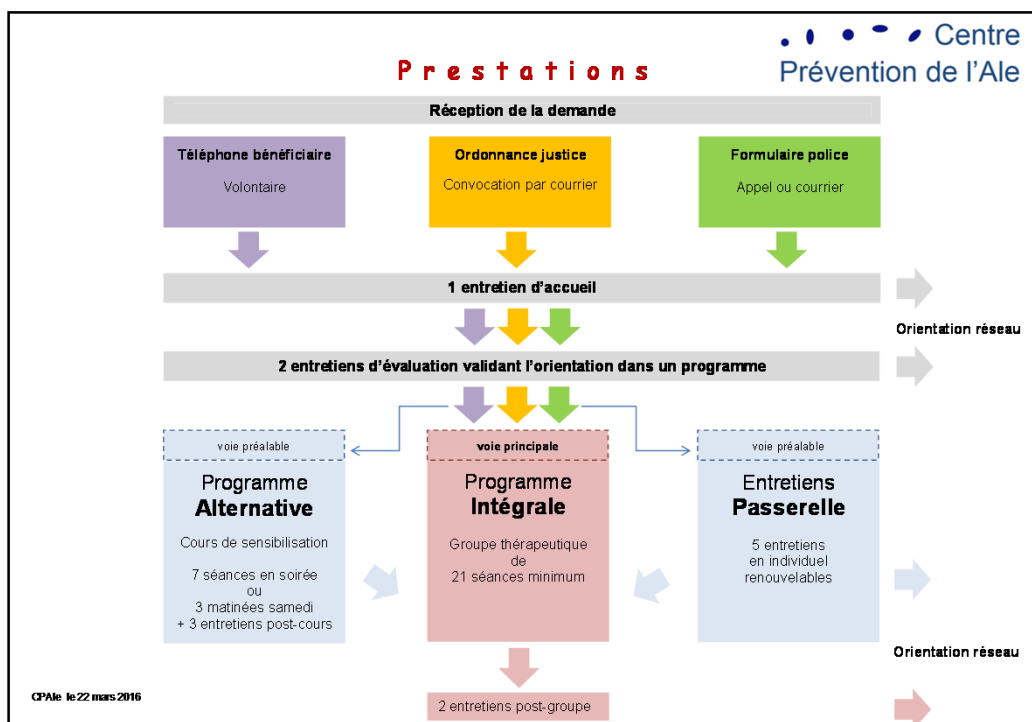 Centre
Prévention de l'Ale
Prestations
Réception de la demande
Téléphone bénéficiaire
Volontaire
Ordonnance justice
Convocation par courrier
Formulaire police
Appel ou courrier
1 entretien d'accueil
Orientation réseau
2 entretiens d'évaluation validant l'orientation dans un programme
voie préalable
Programme
Alternative
Cours de sensibilisation
7 séances en soirée
ou
3 matinées samedi
+ 3 entretiens post-cours
voie principale
Programme
Intégrale
Groupe thérapeutique
de
21 séances minimum
voie préalable
Entretiens
Passerelle
5 entretiens
en individuel
renouvelables
Orientation réseau
2 entretiens post-groupe
CPAle le 22 mars 2016